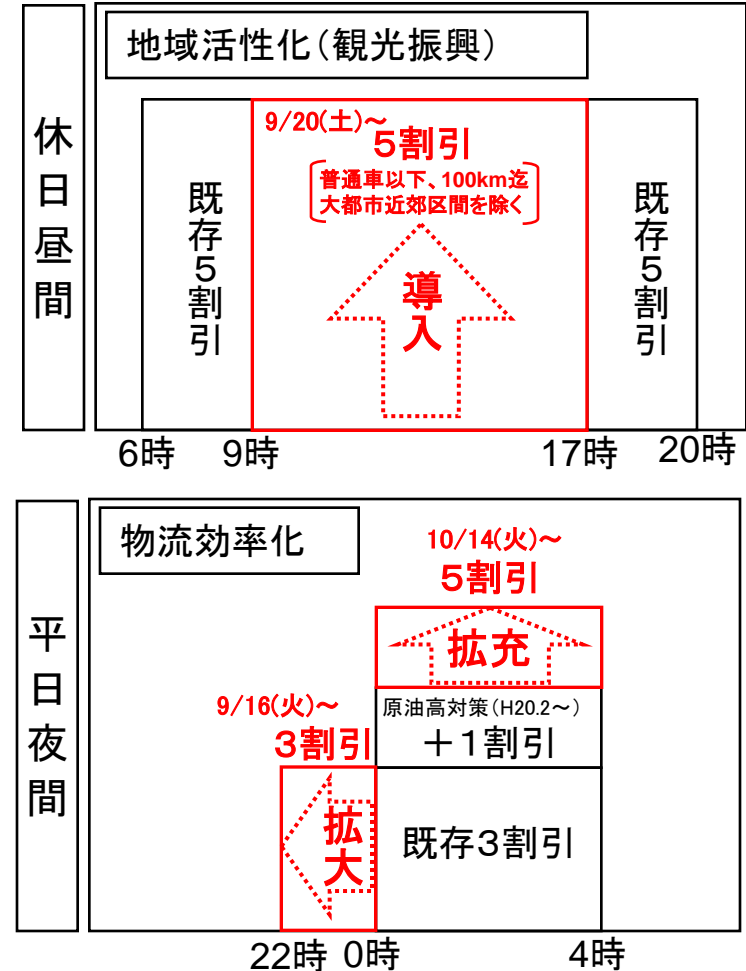 地域活性化（観光振興）
休日昼間
9/20(土)～
5割引
普通車以下、100km迄
大都市近郊区間を除く
既存5割引
導入
既存5割引
6時 9時 17時 20時
物流効率化
平日夜間
10/14(火)～
5割引
拡充
9/16(火)～
3割引
原油高対策（H20.2～）
＋1割引
拡大
既存3割引
22時 0時 4時